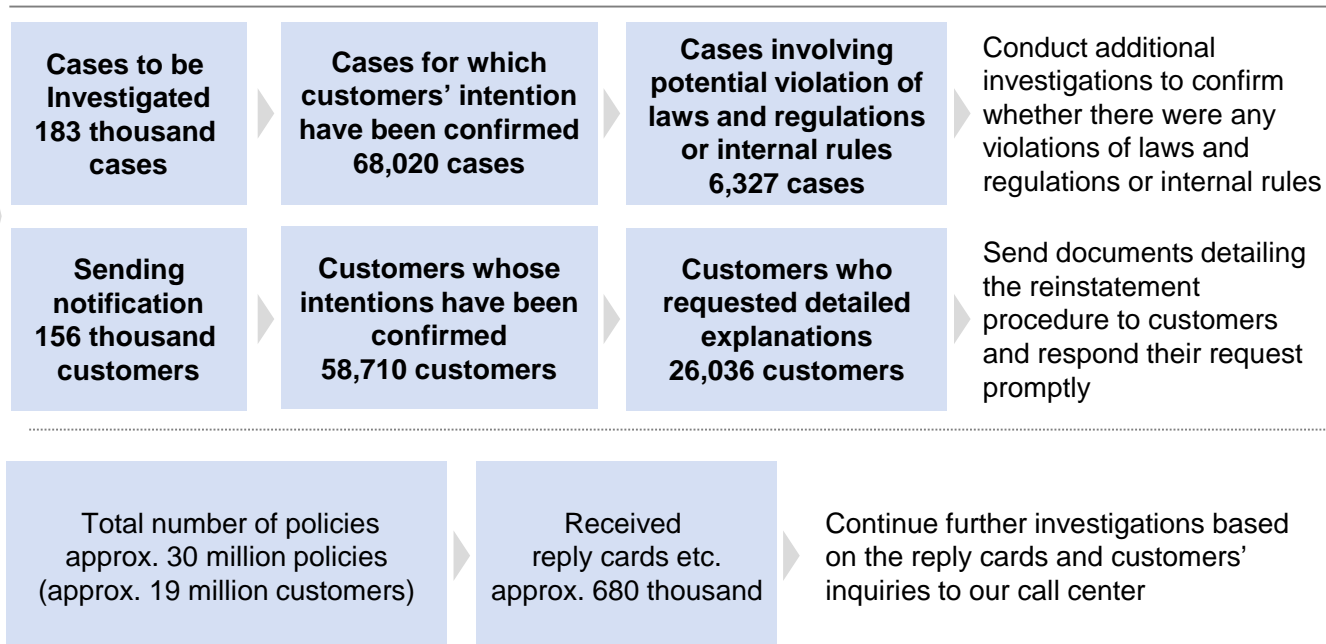 Cases to be
Investigated
183 thousand
cases
Cases for which
customers’ intention
have been confirmed
68,020 cases
Cases involving
potential violation of
laws and regulations
or internal rules
6,327 cases
Conduct additional
investigations to confirm
whether there were any
violations of laws and
regulations or internal rules
Sending
notification
156 thousand
customers
Customers whose
intentions have been
confirmed
58,710 customers
Customers who
requested detailed
explanations
26,036 customers
Send documents detailing
the reinstatement
procedure to customers
and respond their request
promptly
Total number of policies
approx. 30 million policies
(approx. 19 million customers)
Received
reply cards etc.
approx. 680 thousand
Continue further investigations based
on the reply cards and customers’
inquiries to our call center